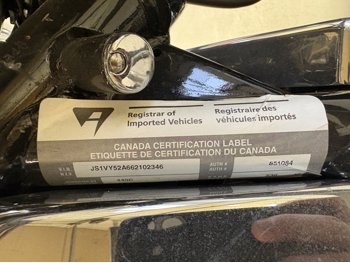 Registrar of
Imported Vehicles
Registraire des
véhicules importés
CANADA CERTIFICATION LABEL
ETIQUETTE DE CERTIFICATION DU CANADA
V.I.N. JS1VY52A662102346 AUTH # 851054
N.I.V. AUTH #